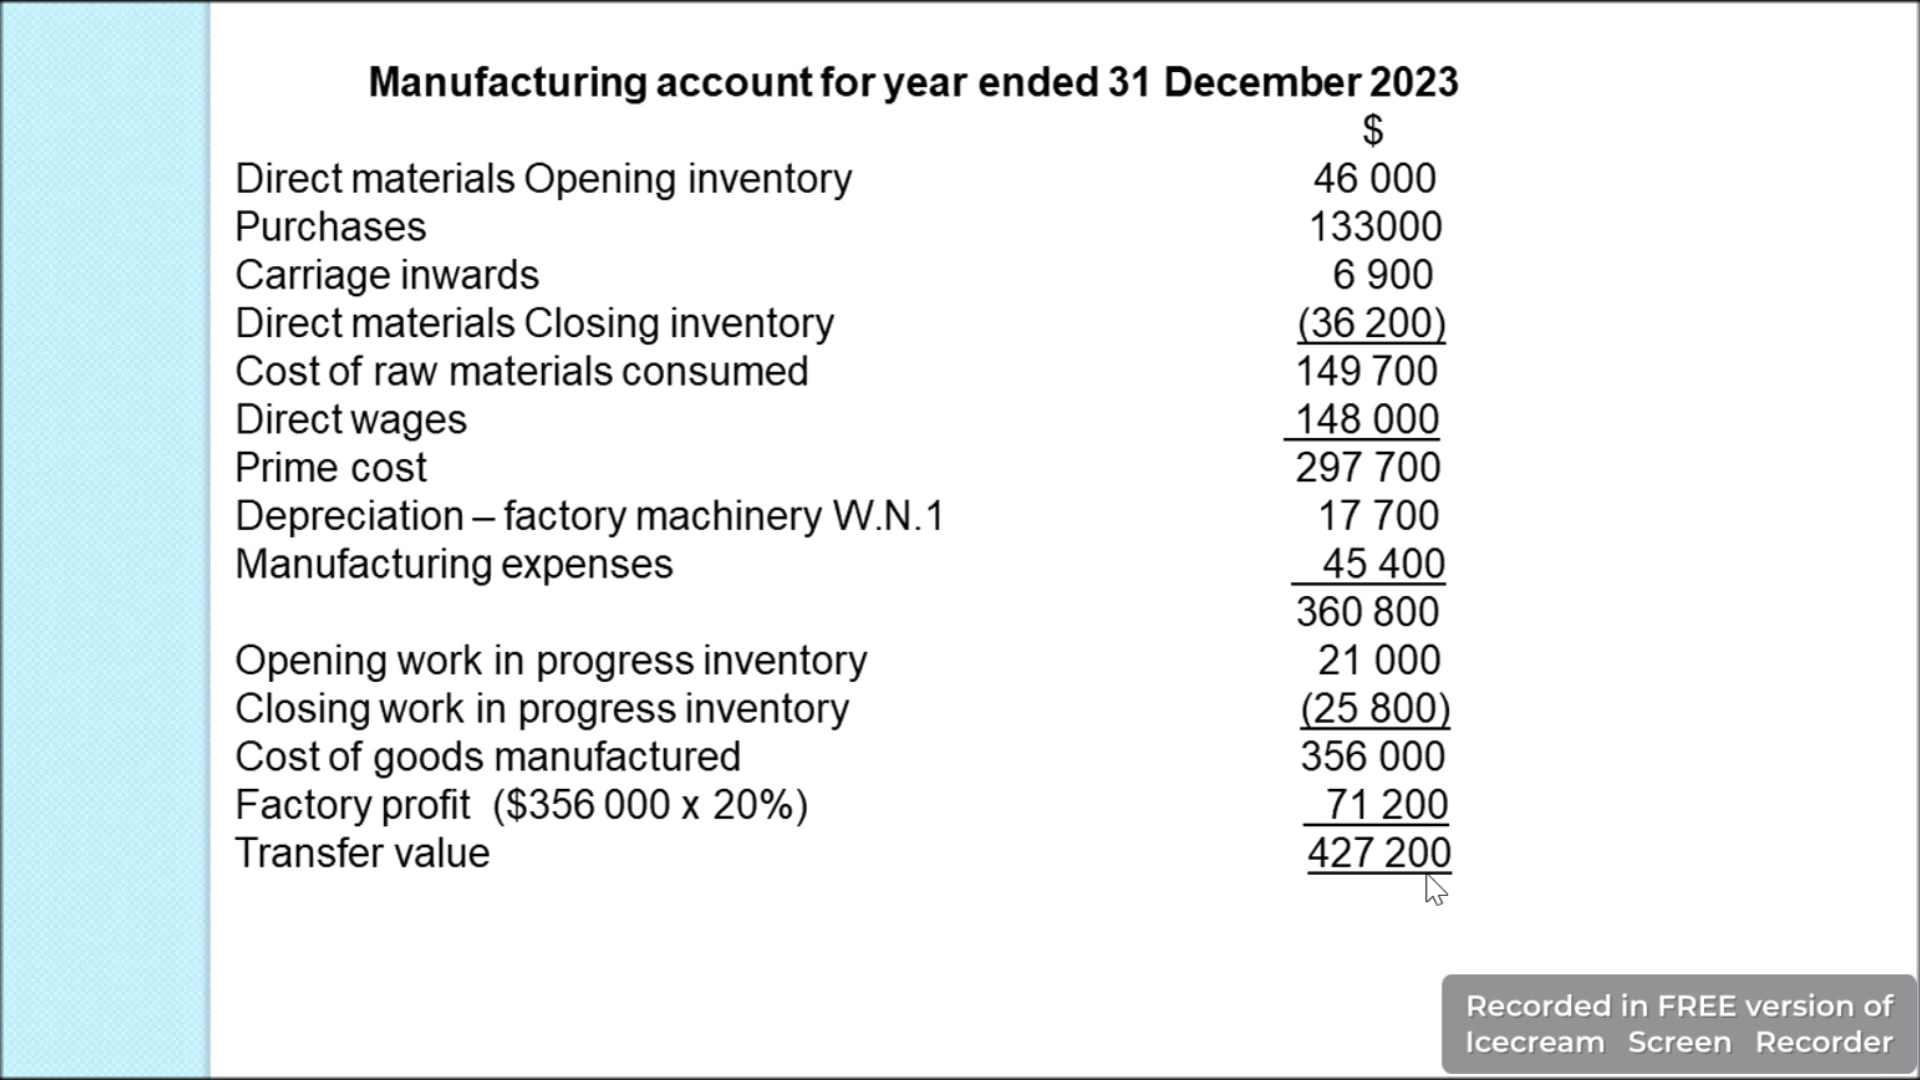 Manufacturing account for year ended 31 December 2023
$
Direct materials Opening inventory 46 000
Purchases 133000
Carriage inwards 6 900
Direct materials Closing inventory (36 200)
Cost of raw materials consumed 149 700
Direct wages 148 000
Prime cost 297 700
Depreciation – factory machinery W.N.1 17 700
Manufacturing expenses 45 400
360 800
Opening work in progress inventory 21 000
Closing work in progress inventory (25 800)
Cost of goods manufactured 356 000
Factory profit ($356 000 x 20%) 71 200
Transfer value 427 200
Recorded in FREE version of
Icecream Screen Recorder